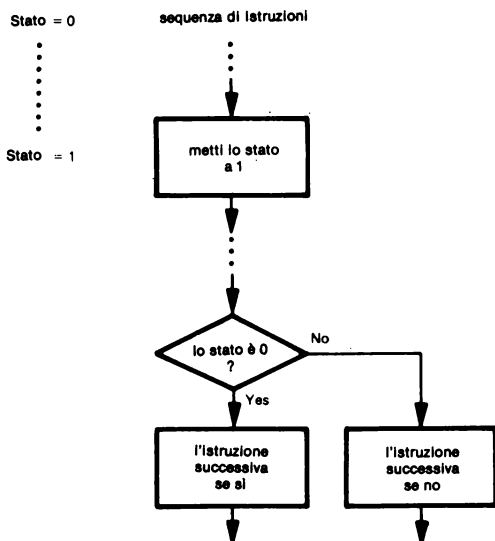 Stato = 0
sequenza di istruzioni
metti lo stato
a 1
Stato = 1
lo stato è 0
?
No
Yes
l'istruzione
successiva
se sì
l'istruzione
successiva
se no